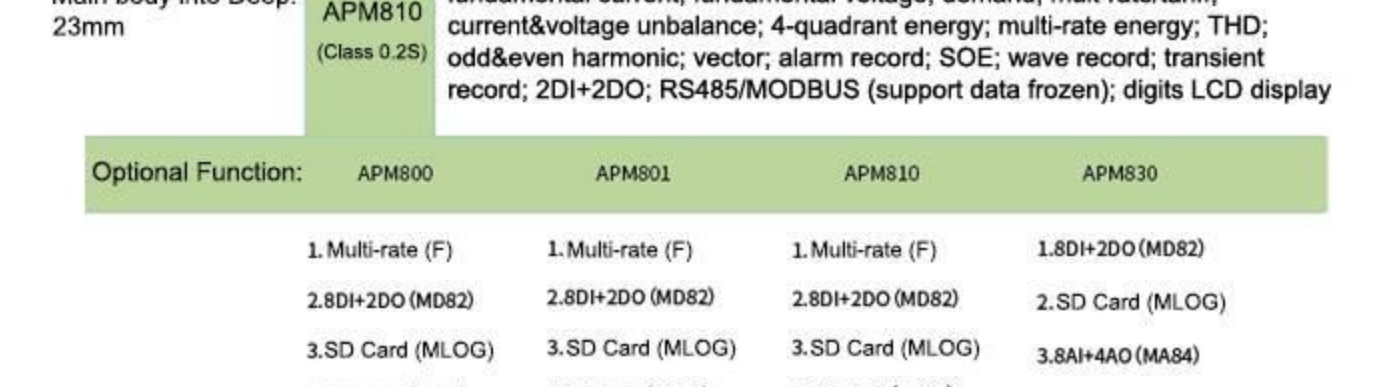 Main body into Deep:
23mm
APM810
(Class 0.2S)
current&voltage unbalance; 4-quadrant energy; multi-rate energy; THD;
odd&even harmonic; vector; alarm record; SOE; wave record; transient
record; 2DI+2DO; RS485/MODBUS (support data frozen); digits LCD display
Optional Function: APM800 APM801 APM810 APM830
1. Multi-rate (F) 1. Multi-rate (F) 1. Multi-rate (F) 1.8DI+2DO (MD82)
2.8DI+2DO (MD82) 2.8DI+2DO (MD82) 2.8DI+2DO (MD82) 2.SD Card (MLOG)
3.SD Card (MLOG) 3.SD Card (MLOG) 3.SD Card (MLOG) 3.8AI+4AO (MA84)